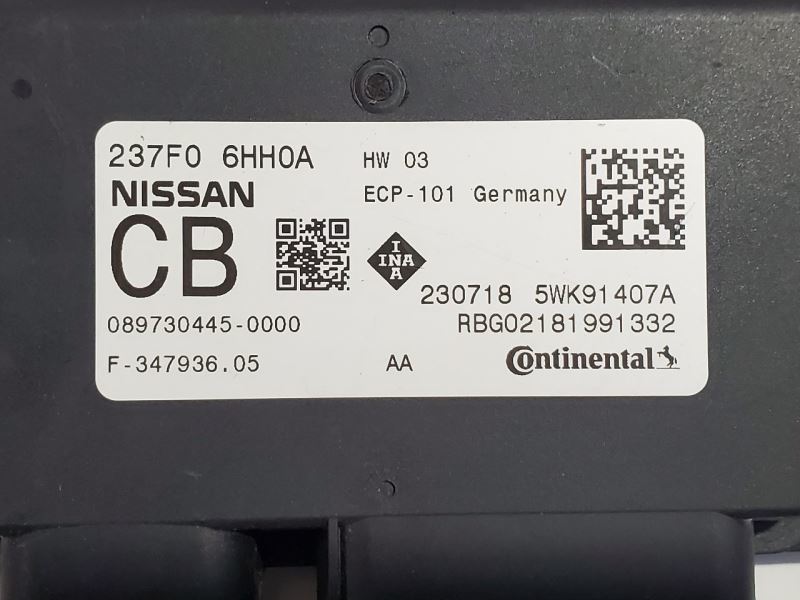 237F0 6HH0A HW 03
NISSAN ECP-101 Germany
CB
I
INA
A
230718 5WK91407A
089730445-0000 RBG02181991332
F-347936.05 AA Continental